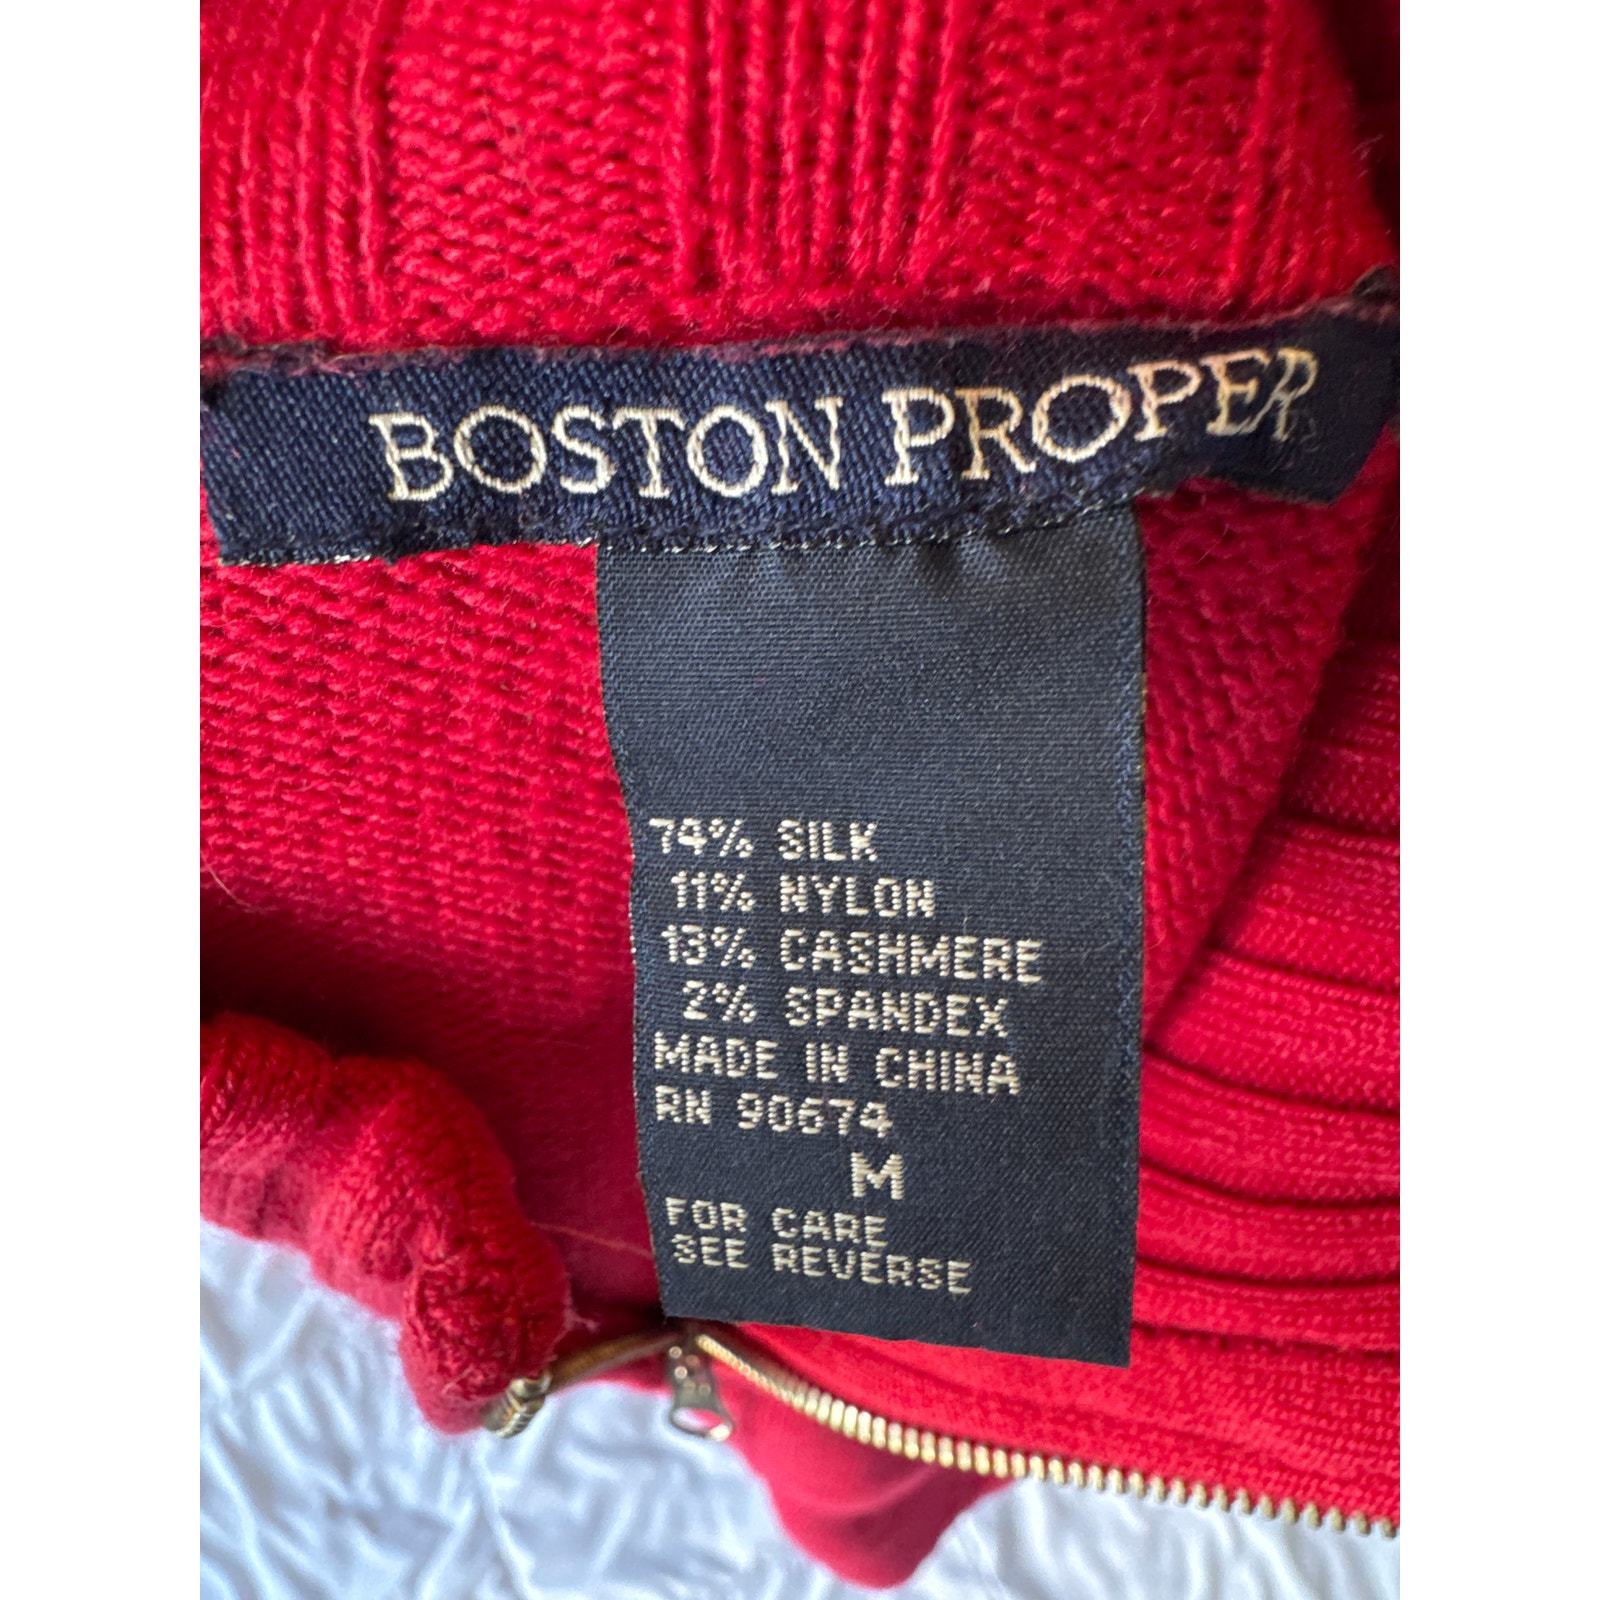 BOSTON PROPER
74% SILK
11% NYLON
13% CASHMERE
2% SPANDEX
MADE IN CHINA
RN 90674
M
FOR CARE
SEE REVERSE